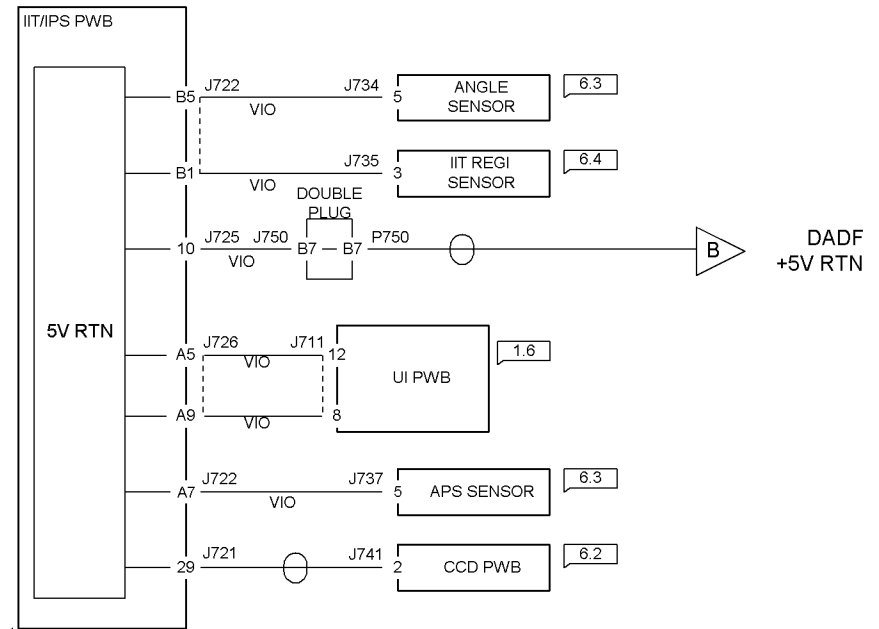 IIT/IPS PWB
5V RTN
B5 J722 VIO J734 5 ANGLE
SENSOR
6.3
B1 VIO J735 3 IIT REGI
SENSOR
6.4
DOUBLE
PLUG
10 J725 VIO J750 B7 B7 P750 B
DADF
+5V RTN
A5 J726 VIO J711 12
UI PWB
1.6
A9 VIO 8
A7 J722 VIO J737 5 APS SENSOR
6.3
29 J721 J741 2 CCD PWB
6.2